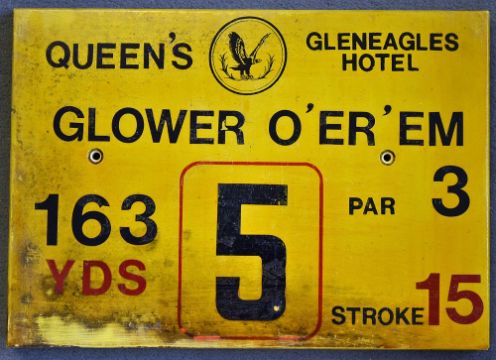 QUEEN'S
GLENEAGLES
HOTEL
GLOWER O'ER'EM
163
YDS
5
PAR 3
STROKE 15